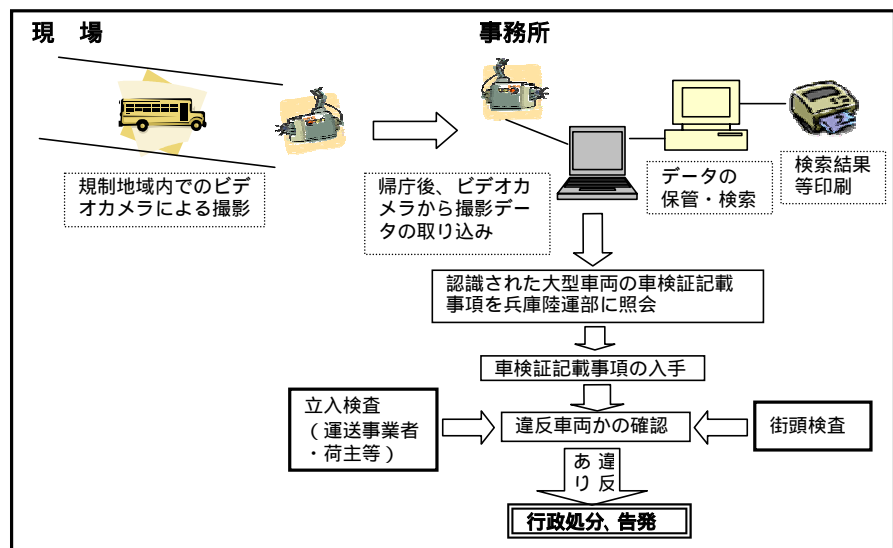 現 場
事務所
規制地域内でのビデ
オカメラによる撮影
帰庁後、ビデオカ
メラから撮影デー
タの取り込み
データの
保管・検索
検索結果
等印刷
認識された大型車両の車検証記載
事項を兵庫陸運部に照会
車検証記載事項の入手
立入検査
(運送事業者
・荷主等)
違反車両かの確認
街頭検査
違反
あり
行政処分、告発